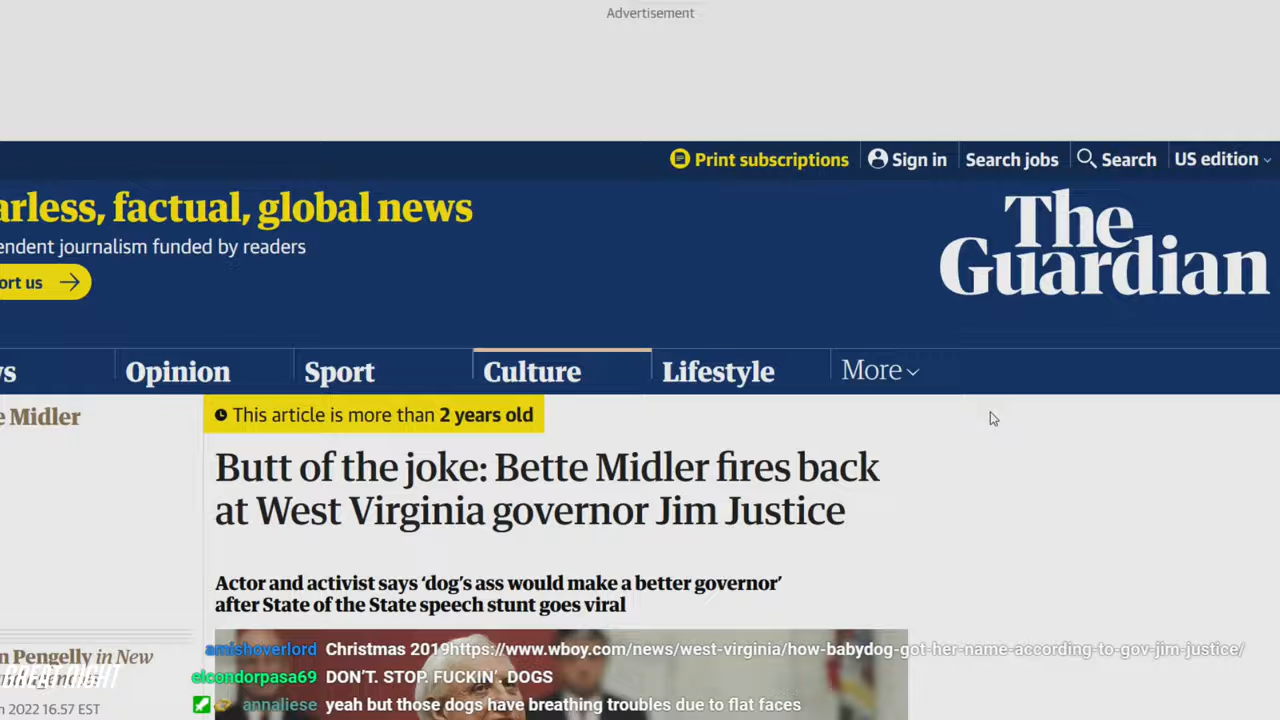 Advertisement
Print subscriptions
Sign in
Search jobs
Search
US edition
arless, factual, global news
endent journalism funded by readers
ort us
The
Guardian
s
Opinion
Sport
Culture
Lifestyle
More
e Midler
This article is more than 2 years old
Butt of the joke: Bette Midler fires back
at West Virginia governor Jim Justice
Actor and activist says ‘dog’s ass would make a better governor’
after State of the State speech stunt goes viral
n Pengelly in New
2022 16.57 EST
amishoverlord Christmas 2019https://www.wboy.com/news/west-virginia/how-babydog-got-her-name-according-to-gov-jim-justice/
elcondorpasa69 DON’T. STOP. FUCKIN’. DOGS
annaliese yeah but those dogs have breathing troubles due to flat faces